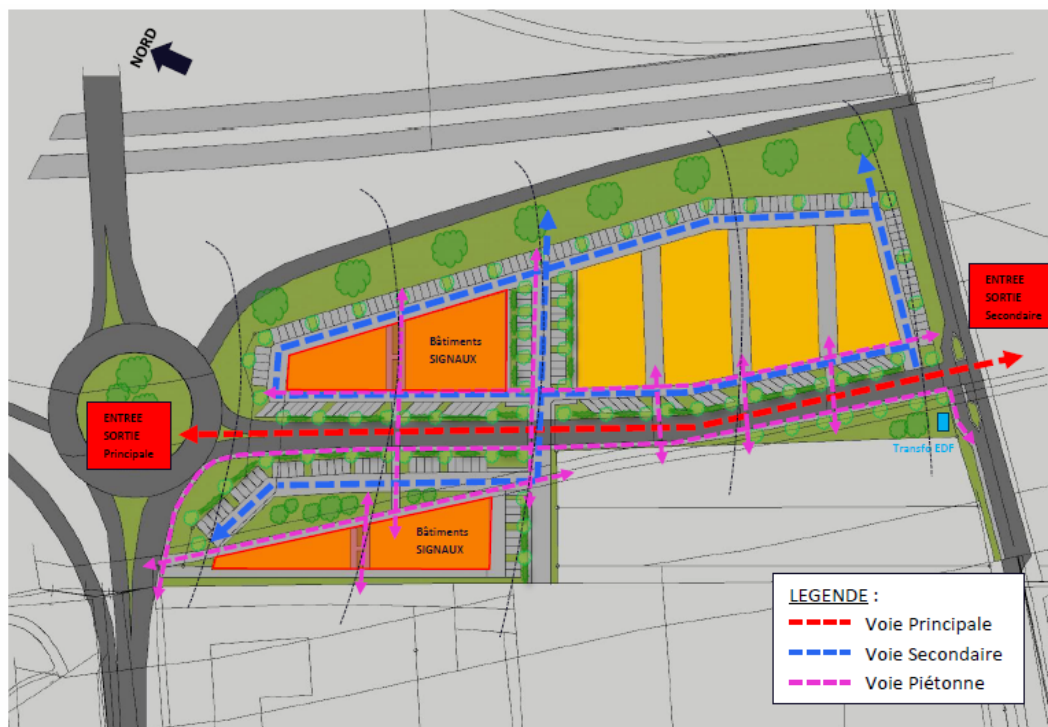 NORD
ENTREE
SORTIE
Secondaire
Bâtiments
SIGNAUX
ENTREE
SORTIE
Principale
Transfo EDF
Bâtiments
SIGNAUX
LEGENDE :
Voie Principale
Voie Secondaire
Voie Piétonne